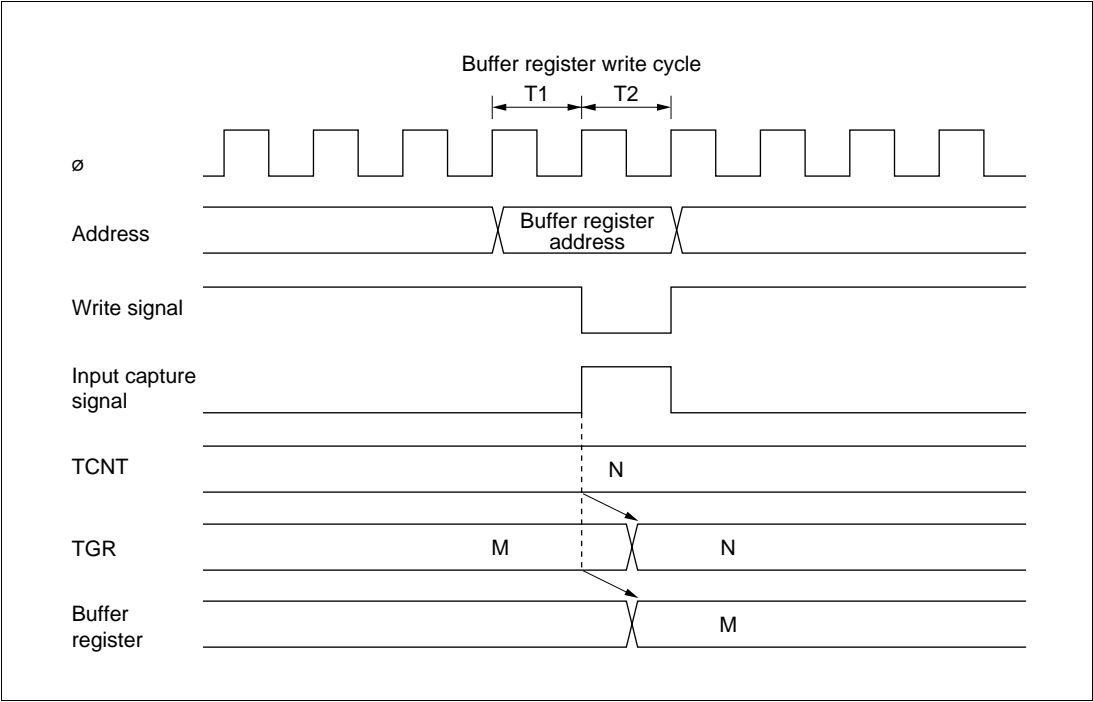 Buffer register write cycle
T1 T2
ø
Address
Buffer register
address
Write signal
Input capture
signal
TCNT
N
TGR
M
N
Buffer
register
M